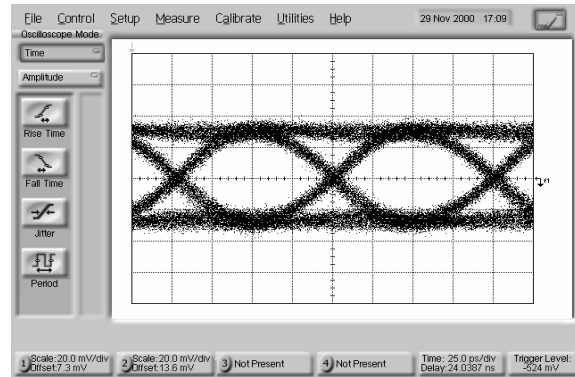 File Control Setup Measure Calibrate Utilities Help 29 Nov 2000 17:09
Oscilloscope Mode
Time
Amplitude
Rise Time
Fall Time
Jitter
Period
f1
1 Scale:20.0 mV/div
Offset:7.3 mV
2 Scale:20.0 mV/div
Offset:13.6 mV
3 Not Present
4 Not Present
Time: 25.0 ps/div
Delay:24.0387 ns
Trigger Level:
-524 mV